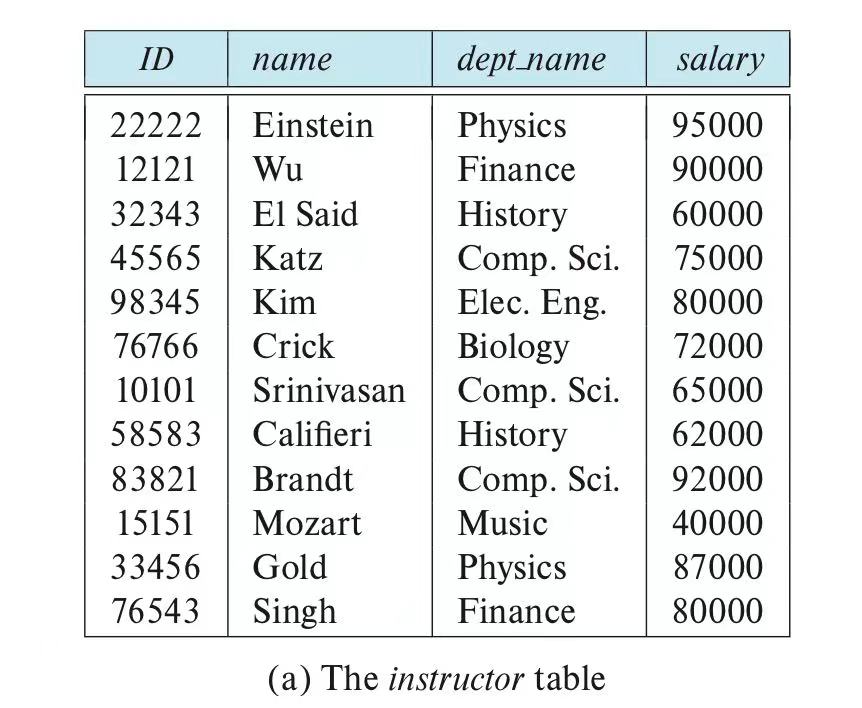 ID name dept_name salary
22222 Einstein Physics 95000
12121 Wu Finance 90000
32343 El Said History 60000
45565 Katz Comp. Sci. 75000
98345 Kim Elec. Eng. 80000
76766 Crick Biology 72000
10101 Srinivasan Comp. Sci. 65000
58583 Califieri History 62000
83821 Brandt Comp. Sci. 92000
15151 Mozart Music 40000
33456 Gold Physics 87000
76543 Singh Finance 80000
(a) The instructor table